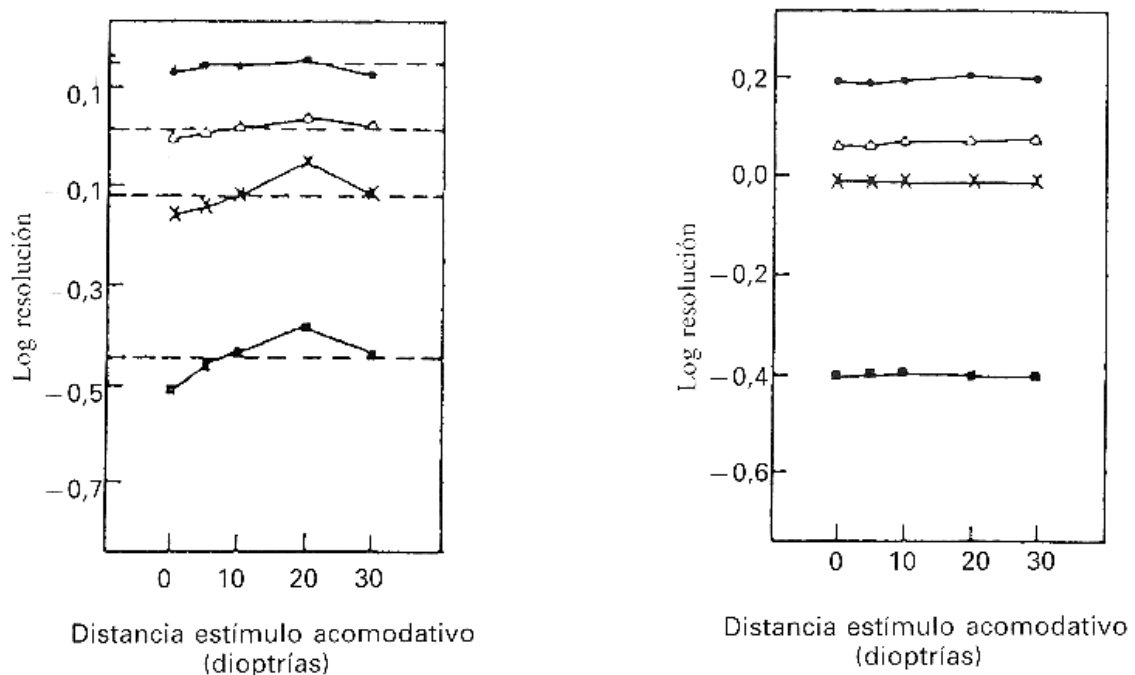 Log resolución
0,1
−0,1
−0,3
−0,5
−0,7
0 10 20 30
Distancia estímulo acomodativo
(dioptrías)
Log resolución
0,2
0,0
−0,2
−0,4
−0,6
0 10 20 30
Distancia estímulo acomodativo
(dioptrías)